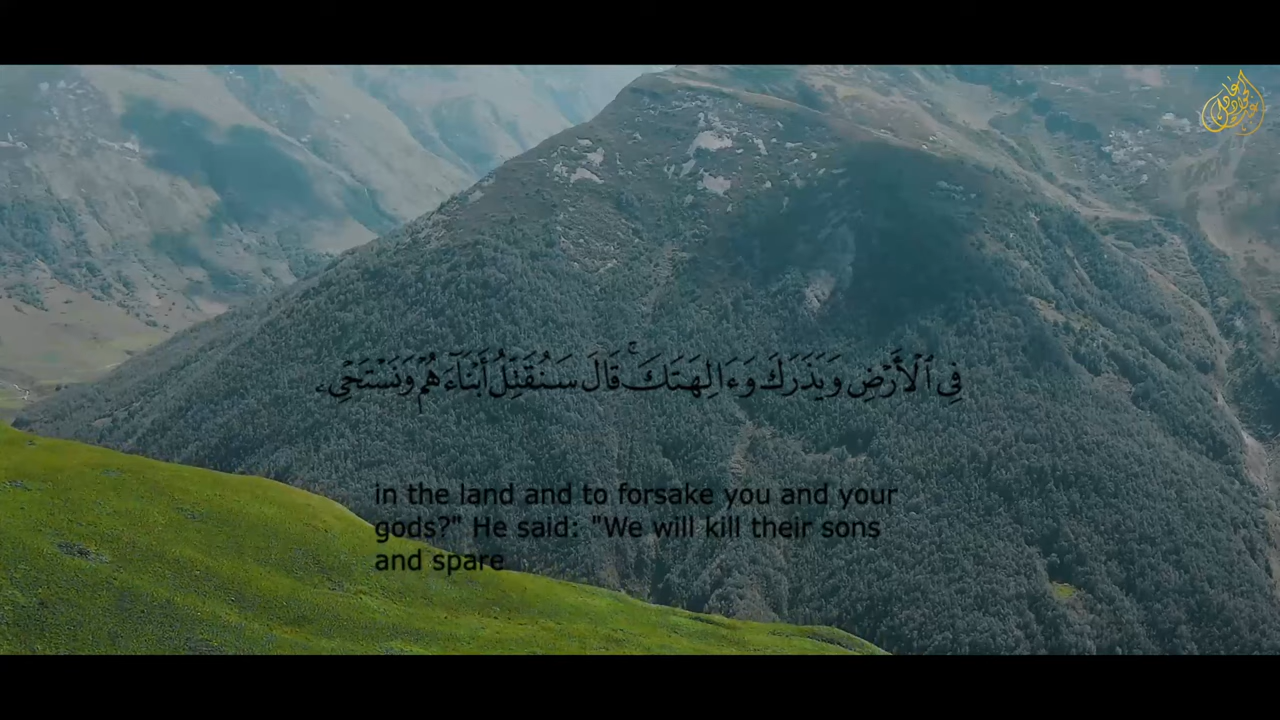 فِي ٱلْأَرْضِ وَيَذَرَكَ وَءَالِهَتَكَ ۚ قَالَ سَنُقَتِّلُ أَبْنَآءَهُمْ وَنَسْتَحْىِۦ
in the land and to forsake you and your
gods?" He said: "We will kill their sons
and spare